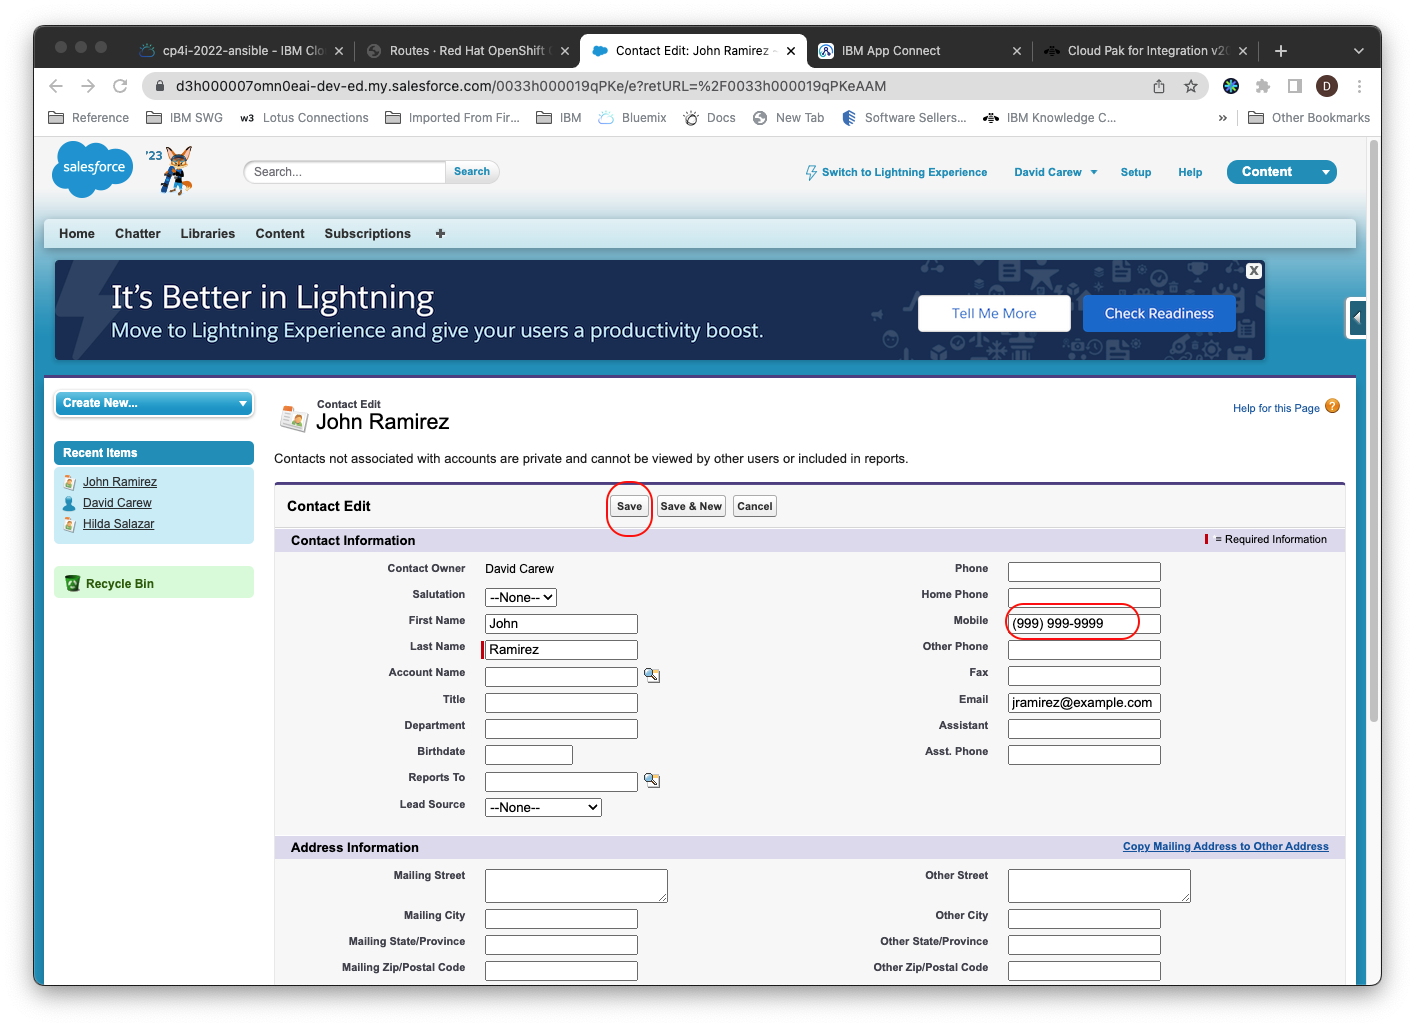 cp4i-2022-ansible - IBM Clo
Routes · Red Hat OpenShift C
Contact Edit: John Ramirez ~
IBM App Connect
Cloud Pak for Integration v20
d3h000007omn0eai-dev-ed.my.salesforce.com/0033h000019qPKe/e?retURL=%2F0033h000019qPKeAAM
D
Reference
IBM SWG
w3 Lotus Connections
Imported From Fir...
IBM
Bluemix
Docs
New Tab
Software Sellers...
IBM Knowledge C...
»
Other Bookmarks
salesforce
'23
Search...
Search
Switch to Lightning Experience
David Carew
Setup
Help
Content
Home
Chatter
Libraries
Content
Subscriptions
+
It's Better in Lightning
Move to Lightning Experience and give your users a productivity boost.
Tell Me More
Check Readiness
X
Create New...
Recent Items
John Ramirez
David Carew
Hilda Salazar
Recycle Bin
Contact Edit
John Ramirez
Help for this Page ?
Contacts not associated with accounts are private and cannot be viewed by other users or included in reports.
Contact Edit
Save
Save & New
Cancel
Contact Information
= Required Information
Contact Owner David Carew
Salutation --None--
First Name John
Last Name Ramirez
Account Name
Title
Department
Birthdate
Reports To
Lead Source --None--
Phone
Home Phone
Mobile (999) 999-9999
Other Phone
Fax
Email jramirez@example.com
Assistant
Asst. Phone
Address Information
Copy Mailing Address to Other Address
Mailing Street
Mailing City
Mailing State/Province
Mailing Zip/Postal Code
Other Street
Other City
Other State/Province
Other Zip/Postal Code